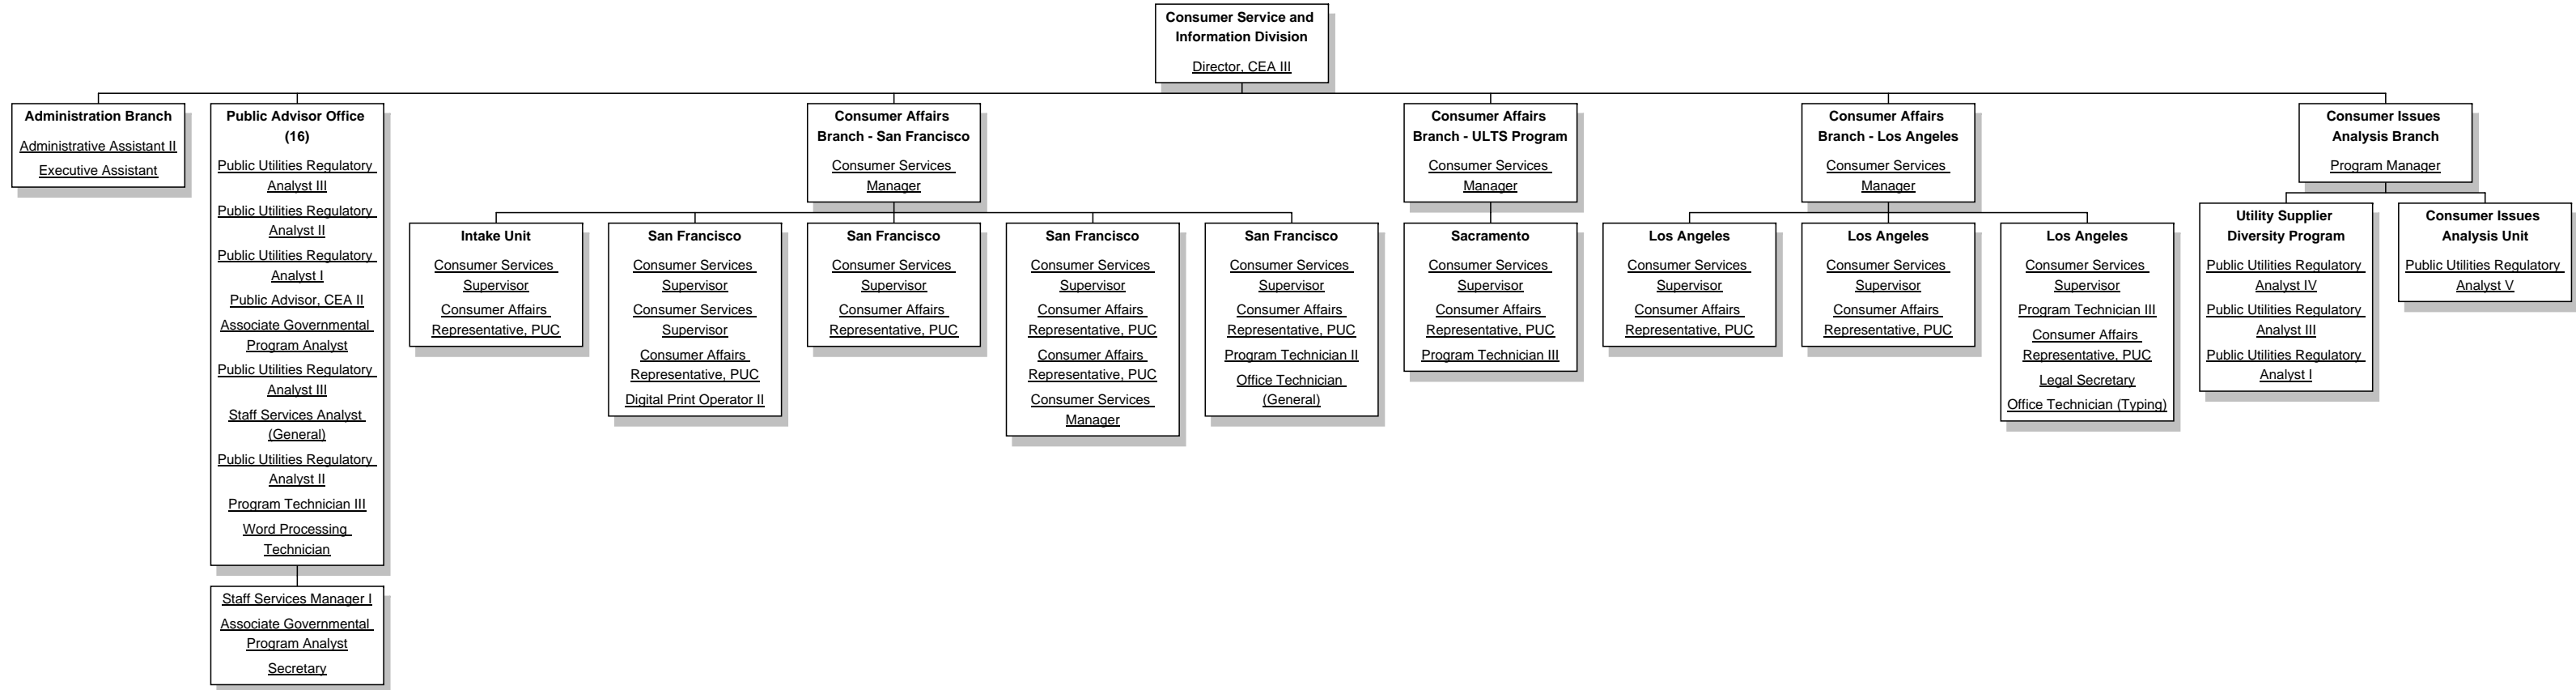 Consumer Service and
Information Division
Director, CEA III
Administration Branch
Administrative Assistant II
Executive Assistant
Public Advisor Office
(16)
Public Utilities Regulatory
Analyst III
Public Utilities Regulatory
Analyst II
Public Utilities Regulatory
Analyst I
Public Advisor, CEA II
Associate Governmental
Program Analyst
Public Utilities Regulatory
Analyst III
Staff Services Analyst
(General)
Public Utilities Regulatory
Analyst II
Program Technician III
Word Processing
Technician
Staff Services Manager I
Associate Governmental
Program Analyst
Secretary
Consumer Affairs
Branch - San Francisco
Consumer Services
Manager
Intake Unit
Consumer Services
Supervisor
Consumer Affairs
Representative, PUC
San Francisco
Consumer Services
Supervisor
Consumer Services
Supervisor
Consumer Affairs
Representative, PUC
Digital Print Operator II
San Francisco
Consumer Services
Supervisor
Consumer Affairs
Representative, PUC
San Francisco
Consumer Services
Supervisor
Consumer Affairs
Representative, PUC
Consumer Affairs
Representative, PUC
Consumer Services
Manager
San Francisco
Consumer Services
Supervisor
Consumer Affairs
Representative, PUC
Program Technician II
Office Technician
(General)
Consumer Affairs
Branch - ULTS Program
Consumer Services
Manager
Sacramento
Consumer Services
Supervisor
Consumer Affairs
Representative, PUC
Program Technician III
Consumer Affairs
Branch - Los Angeles
Consumer Services
Manager
Los Angeles
Consumer Services
Supervisor
Consumer Affairs
Representative, PUC
Los Angeles
Consumer Services
Supervisor
Consumer Affairs
Representative, PUC
Los Angeles
Consumer Services
Supervisor
Program Technician III
Consumer Affairs
Representative, PUC
Legal Secretary
Office Technician (Typing)
Consumer Issues
Analysis Branch
Program Manager
Utility Supplier
Diversity Program
Public Utilities Regulatory
Analyst IV
Public Utilities Regulatory
Analyst III
Public Utilities Regulatory
Analyst I
Consumer Issues
Analysis Unit
Public Utilities Regulatory
Analyst V